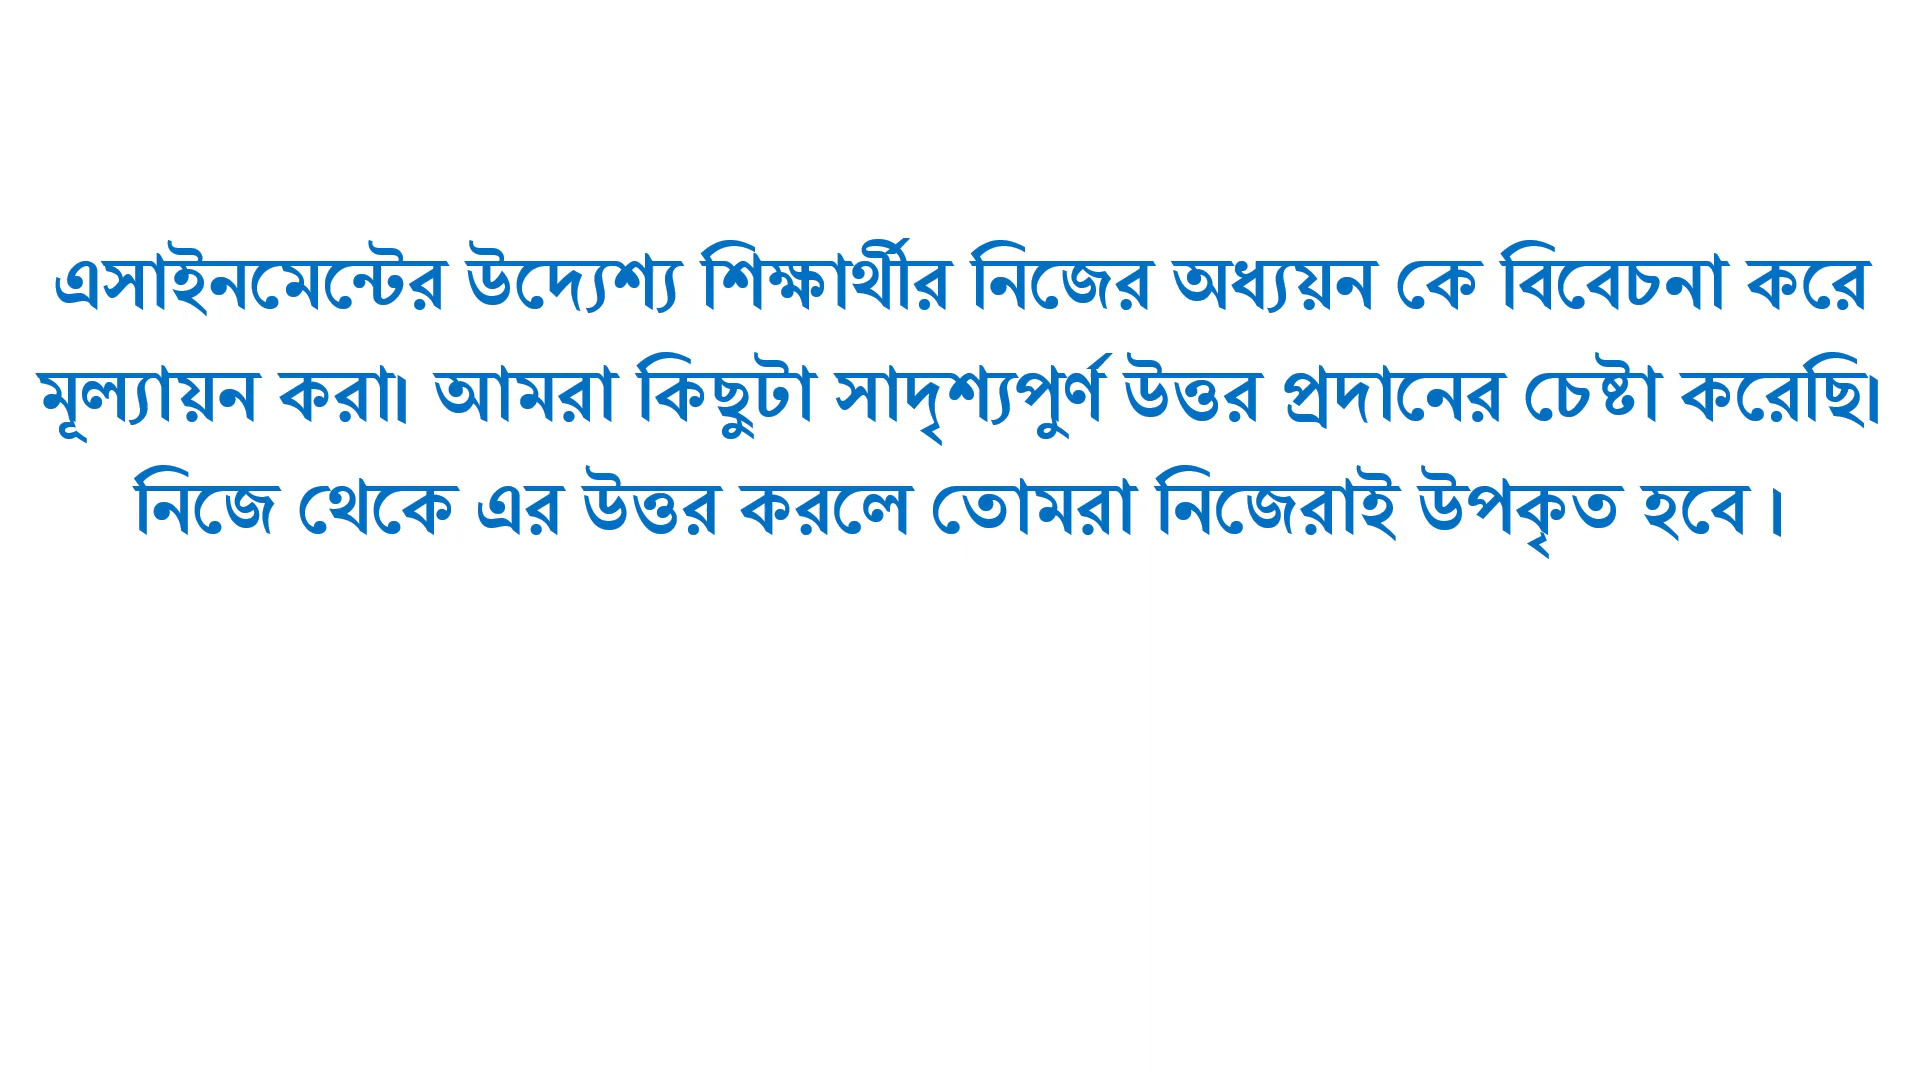 এসাইনমেন্টের উদ্যেশ্য শিক্ষার্থীর নিজের অধ্যয়ন কে বিবেচনা করে
মূল্যায়ন করা। আমরা কিছুটা সাদৃশ্যপুর্ণ উত্তর প্রদানের চেষ্টা করেছি।
নিজে থেকে এর উত্তর করলে তোমরা নিজেরাই উপকৃত হবে ।